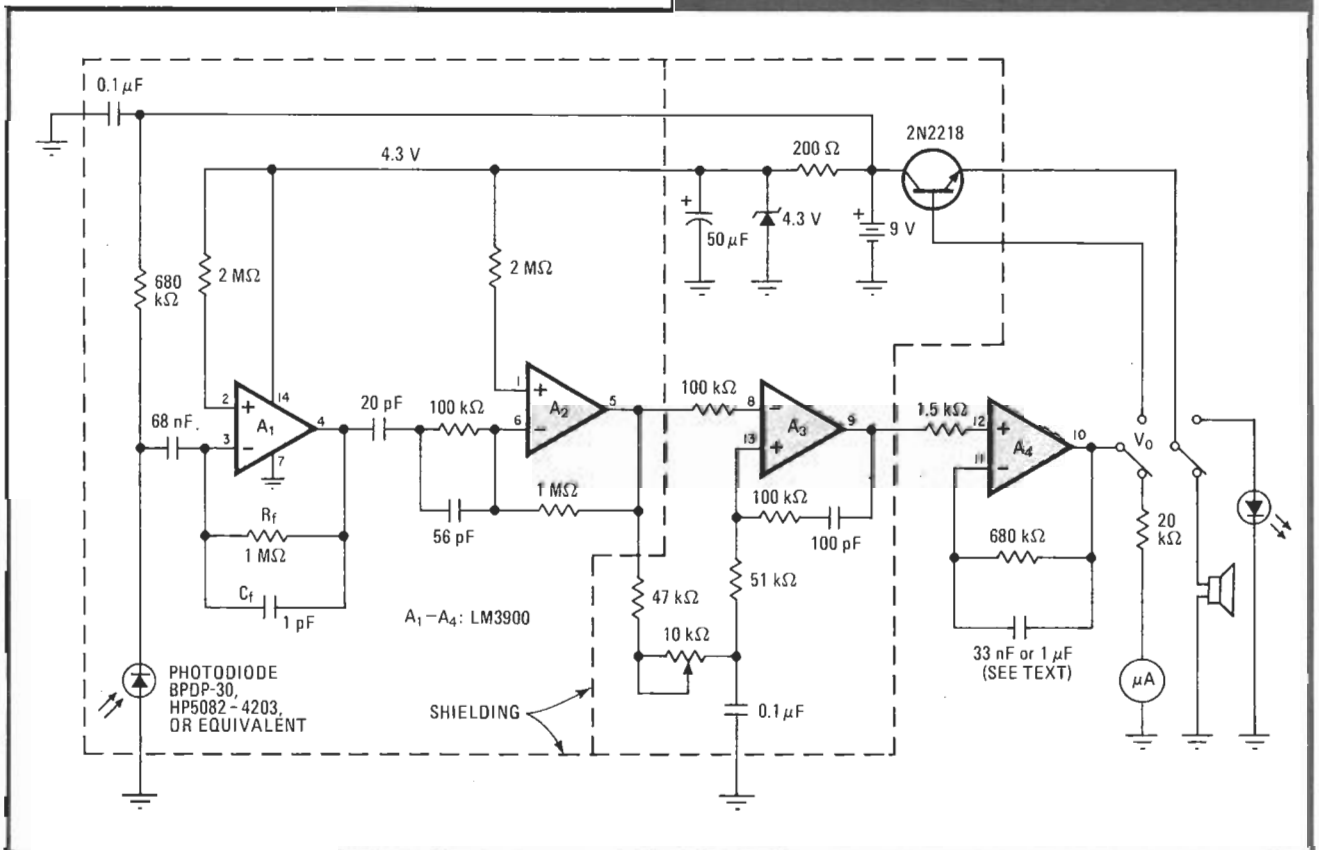 0.1 μF
2N2218
4.3 V
200 Ω
+
50 μF
4.3 V
+
9 V
680
kΩ
2 MΩ
2 MΩ
68 nF
2
+
14
A1
4
3
−
7
20 pF
100 kΩ
1
+
A2
5
6
−
100 kΩ
8
−
A3
9
13
+
1.5 kΩ
12
+
A4
10
11
−
Vo
Rf
1 MΩ
Cf
1 pF
56 pF
1 MΩ
100 kΩ
100 pF
680 kΩ
20
kΩ
47 kΩ
51 kΩ
A1–A4: LM3900
10 kΩ
33 nF or 1 μF
(SEE TEXT)
μA
PHOTODIODE
BPDP-30,
HP5082-4203,
OR EQUIVALENT
SHIELDING
0.1 μF